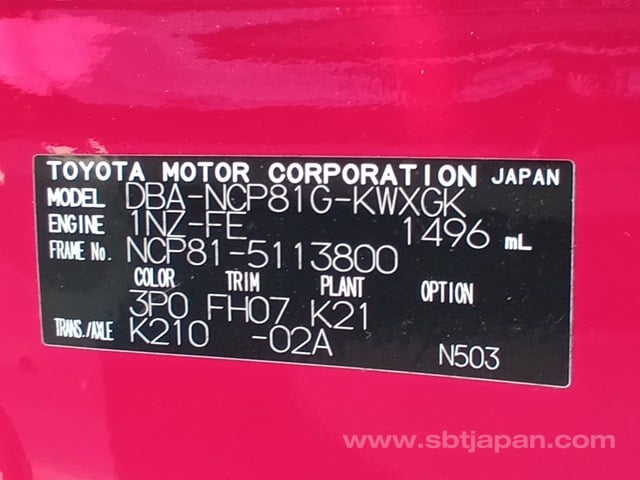 TOYOTA MOTOR CORPORATION JAPAN
MODEL DBA-NCP81G-KWXGK
ENGINE 1NZ-FE 1496 mL
FRAME No. NCP81-5113800
COLOR TRIM PLANT OPTION
3P0 FH07 K21
TRANS./AXLE K210 -02A N503
www.sbtjapan.com